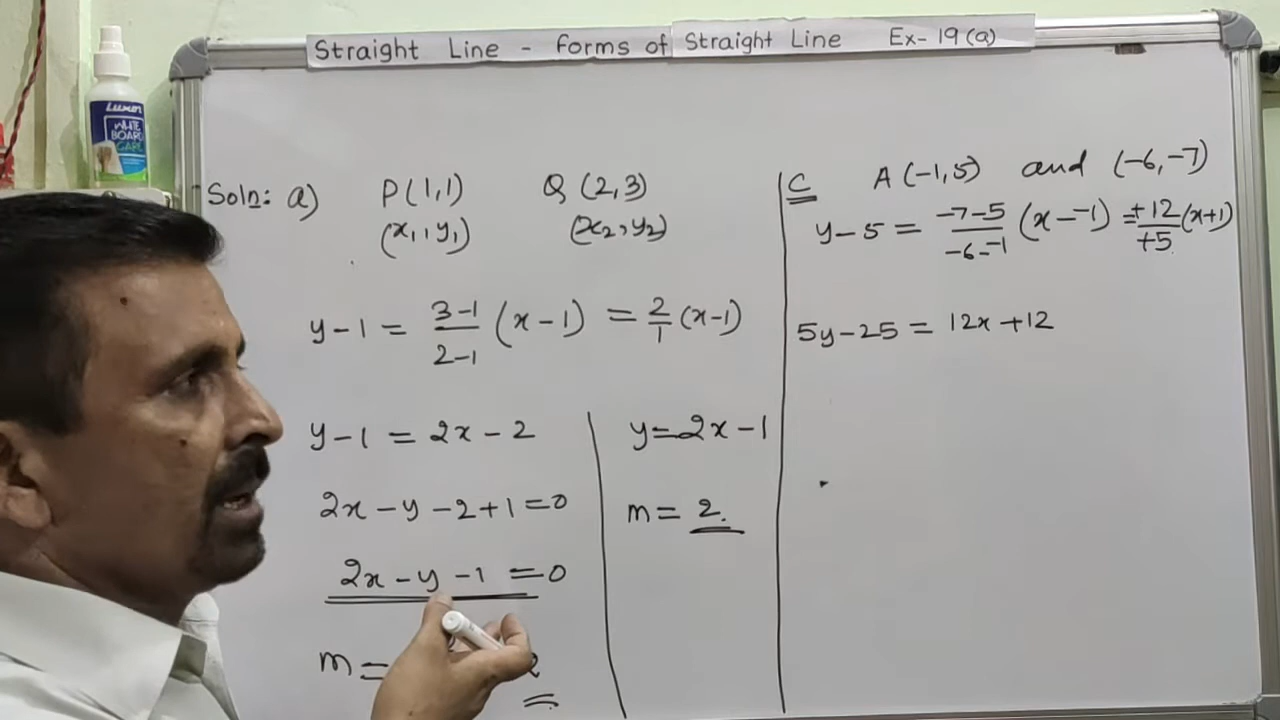 Straight Line - Forms of Straight Line Ex- 19(a)
LUXOR
WHITE
BOARD
CARE
Soln: a) P(1,1) Q(2,3)
(x₁, y₁) (x₂, y₂)
y-1 = 3-1/2-1 (x-1) = 2/1 (x-1)
y-1 = 2x-2
2x-y-2+1=0
2x-y-1=0
m= 2
y=2x-1
m= 2.
C A(-1,5) and (-6,-7)
y-5 = -7-5/-6--1 (x--1) = +12/+5 (x+1)
5y-25 = 12x+12